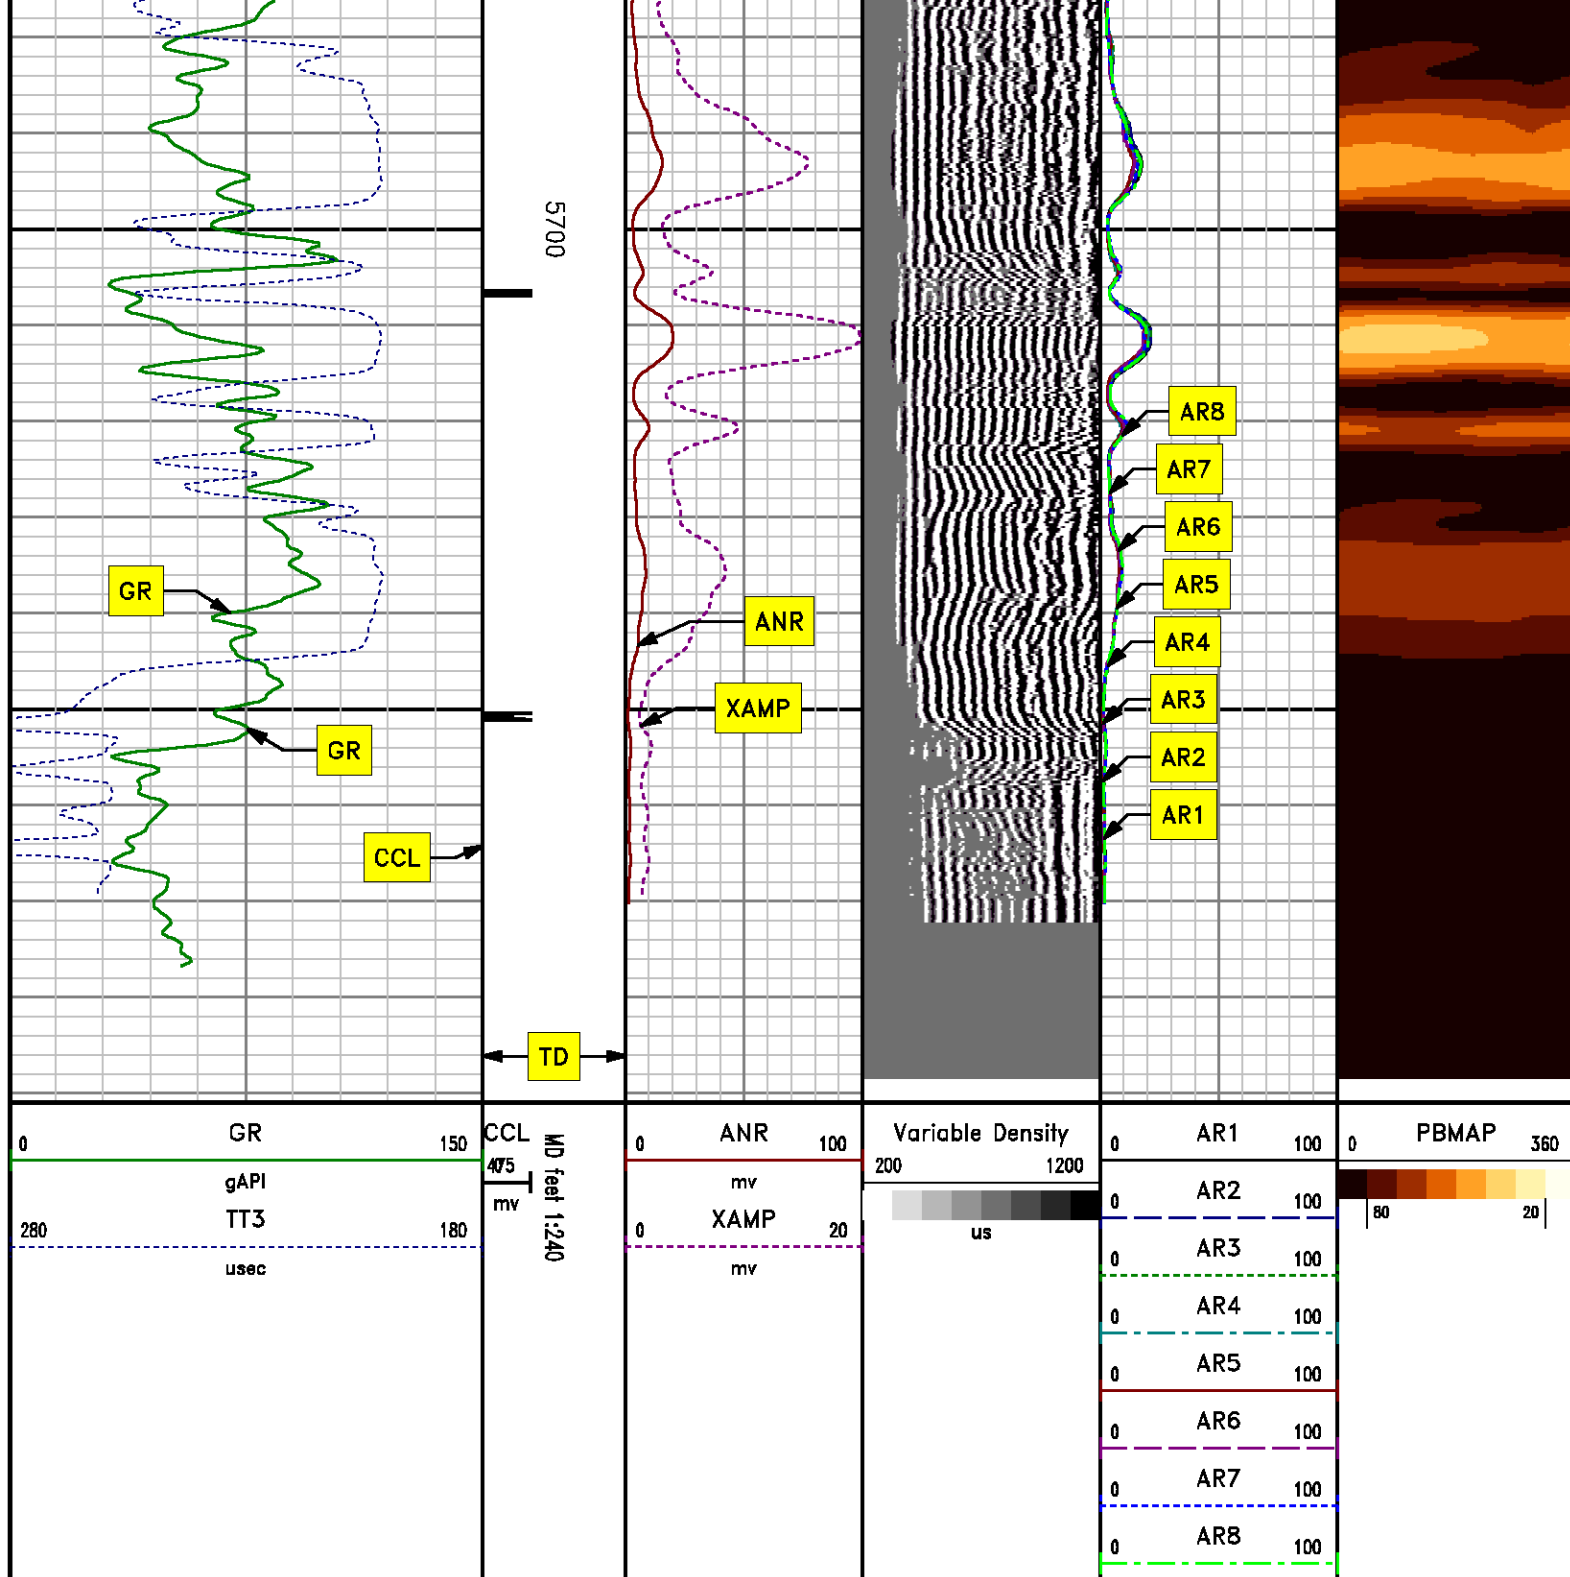 5700
AR8
AR7
AR6
GR
AR5
ANR
AR4
XAMP
AR3
GR
AR2
AR1
CCL
TD
0 GR 150
gAPI
280 TT3 180
usec
CCL
mv
MD feet 1:240
0 ANR 100
mv
0 XAMP 20
mv
Variable Density
200 1200
us
0 AR1 100
0 AR2 100
0 AR3 100
0 AR4 100
0 AR5 100
0 AR6 100
0 AR7 100
0 AR8 100
0 PBMAP 360
80 20